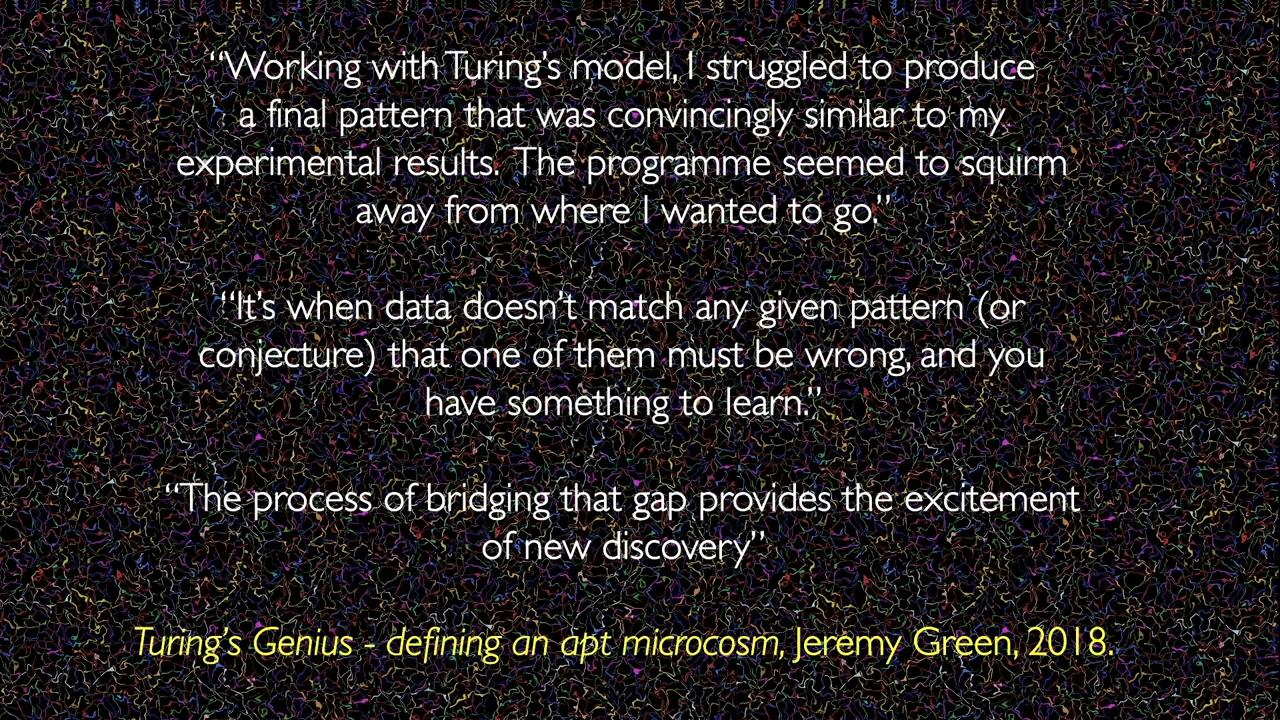 “Working with Turing’s model, I struggled to produce
a final pattern that was convincingly similar to my
experimental results.  The programme seemed to squirm
away from where I wanted to go.”
“It’s when data doesn’t match any given pattern (or
conjecture) that one of them must be wrong, and you
have something to learn.”
“The process of bridging that gap provides the excitement
of new discovery”
Turing’s Genius - defining an apt microcosm, Jeremy Green, 2018.